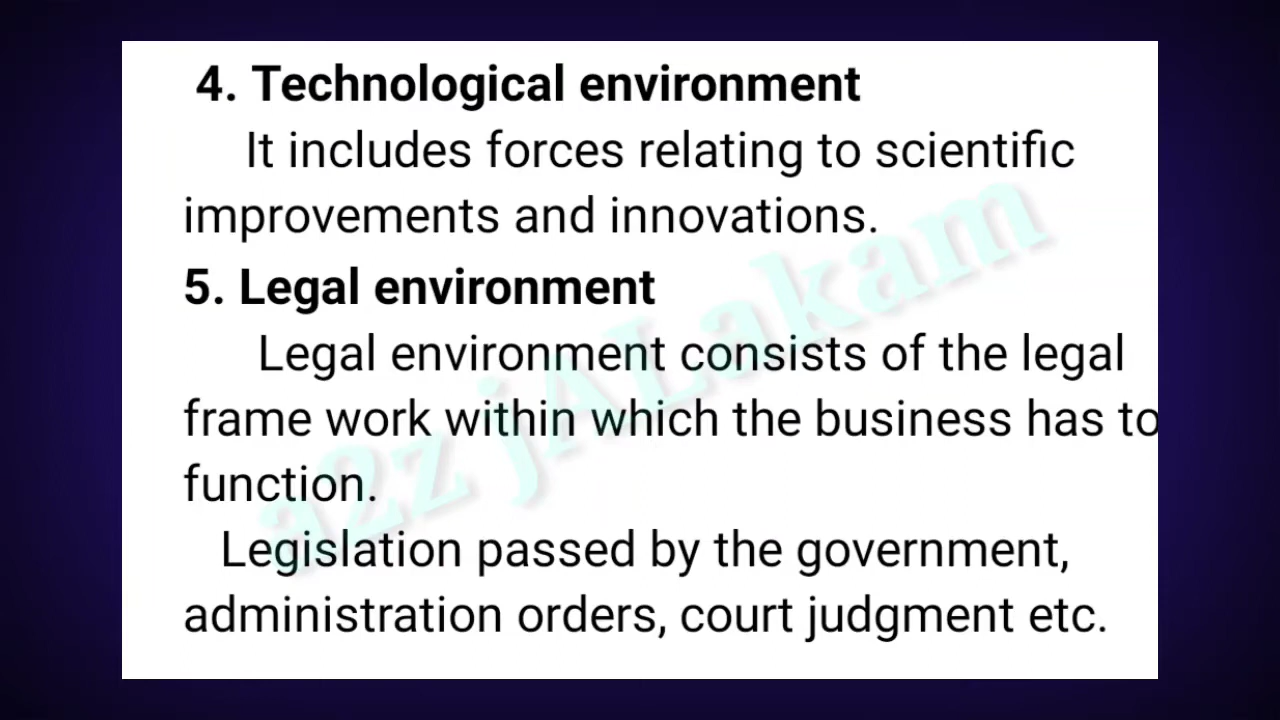 4. Technological environment
It includes forces relating to scientific
improvements and innovations.
5. Legal environment
Legal environment consists of the legal
frame work within which the business has to
function.
Legislation passed by the government,
administration orders, court judgment etc.
a2z jALakam